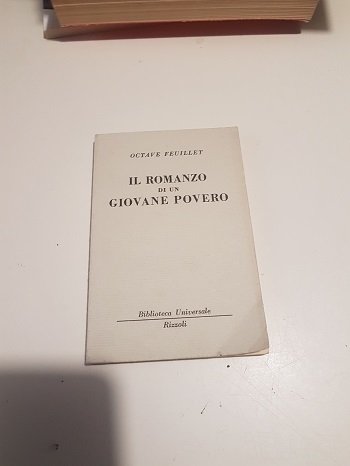 OCTAVE FEUILLET
IL ROMANZO
DI UN
GIOVANE POVERO
Biblioteca Universale
Rizzoli